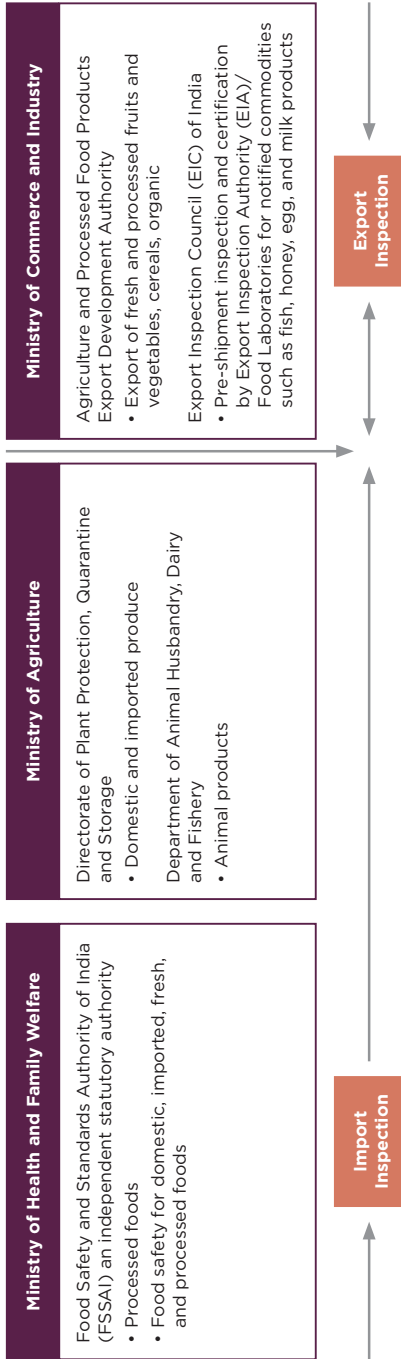 Ministry of Health and Family Welfare
Food Safety and Standards Authority of India
(FSSAI) an independent statutory authority
• Processed foods
• Food safety for domestic, imported, fresh,
and processed foods
Ministry of Agriculture
Directorate of Plant Protection, Quarantine
and Storage
• Domestic and imported produce
Department of Animal Husbandry, Dairy
and Fishery
• Animal products
Ministry of Commerce and Industry
Agriculture and Processed Food Products
Export Development Authority
• Export of fresh and processed fruits and
vegetables, cereals, organic
Export Inspection Council (EIC) of India
• Pre-shipment inspection and certification
by Export Inspection Authority (EIA)/
Food Laboratories for notified commodities
such as fish, honey, egg, and milk products
Import
Inspection
Export
Inspection